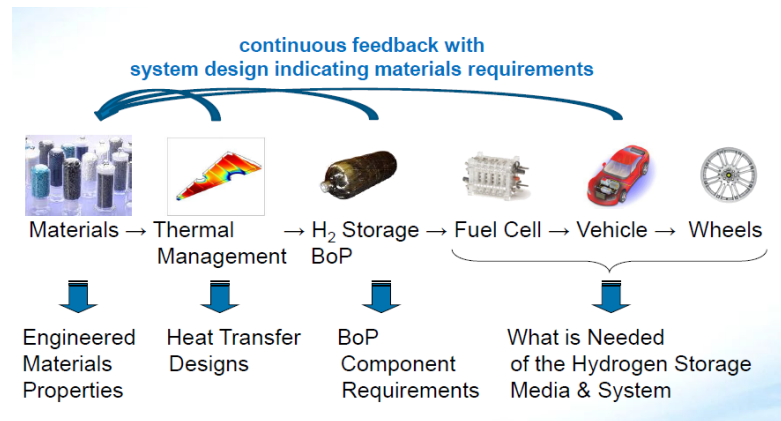 continuous feedback with
system design indicating materials requirements
Materials → Thermal Management → H₂ Storage BoP → Fuel Cell → Vehicle → Wheels
Engineered
Materials
Properties
Heat Transfer
Designs
BoP
Component
Requirements
What is Needed
of the Hydrogen Storage
Media & System